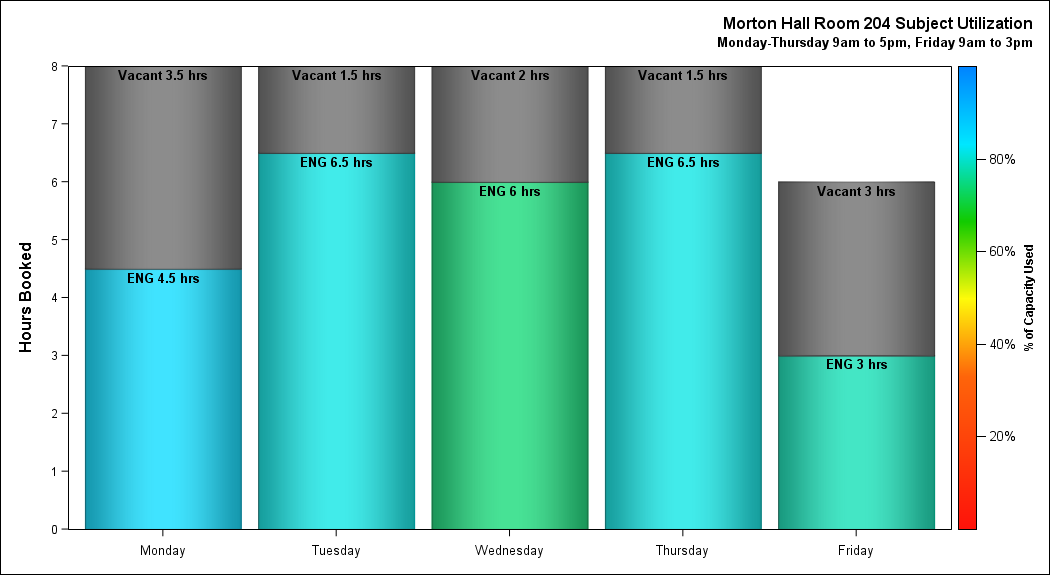 Morton Hall Room 204 Subject Utilization
Monday-Thursday 9am to 5pm, Friday 9am to 3pm
Hours Booked
8
7
6
5
4
3
2
1
0
Vacant 3.5 hrs
ENG 4.5 hrs
Vacant 1.5 hrs
ENG 6.5 hrs
Vacant 2 hrs
ENG 6 hrs
Vacant 1.5 hrs
ENG 6.5 hrs
Vacant 3 hrs
ENG 3 hrs
Monday
Tuesday
Wednesday
Thursday
Friday
80%
60%
40%
20%
% of Capacity Used